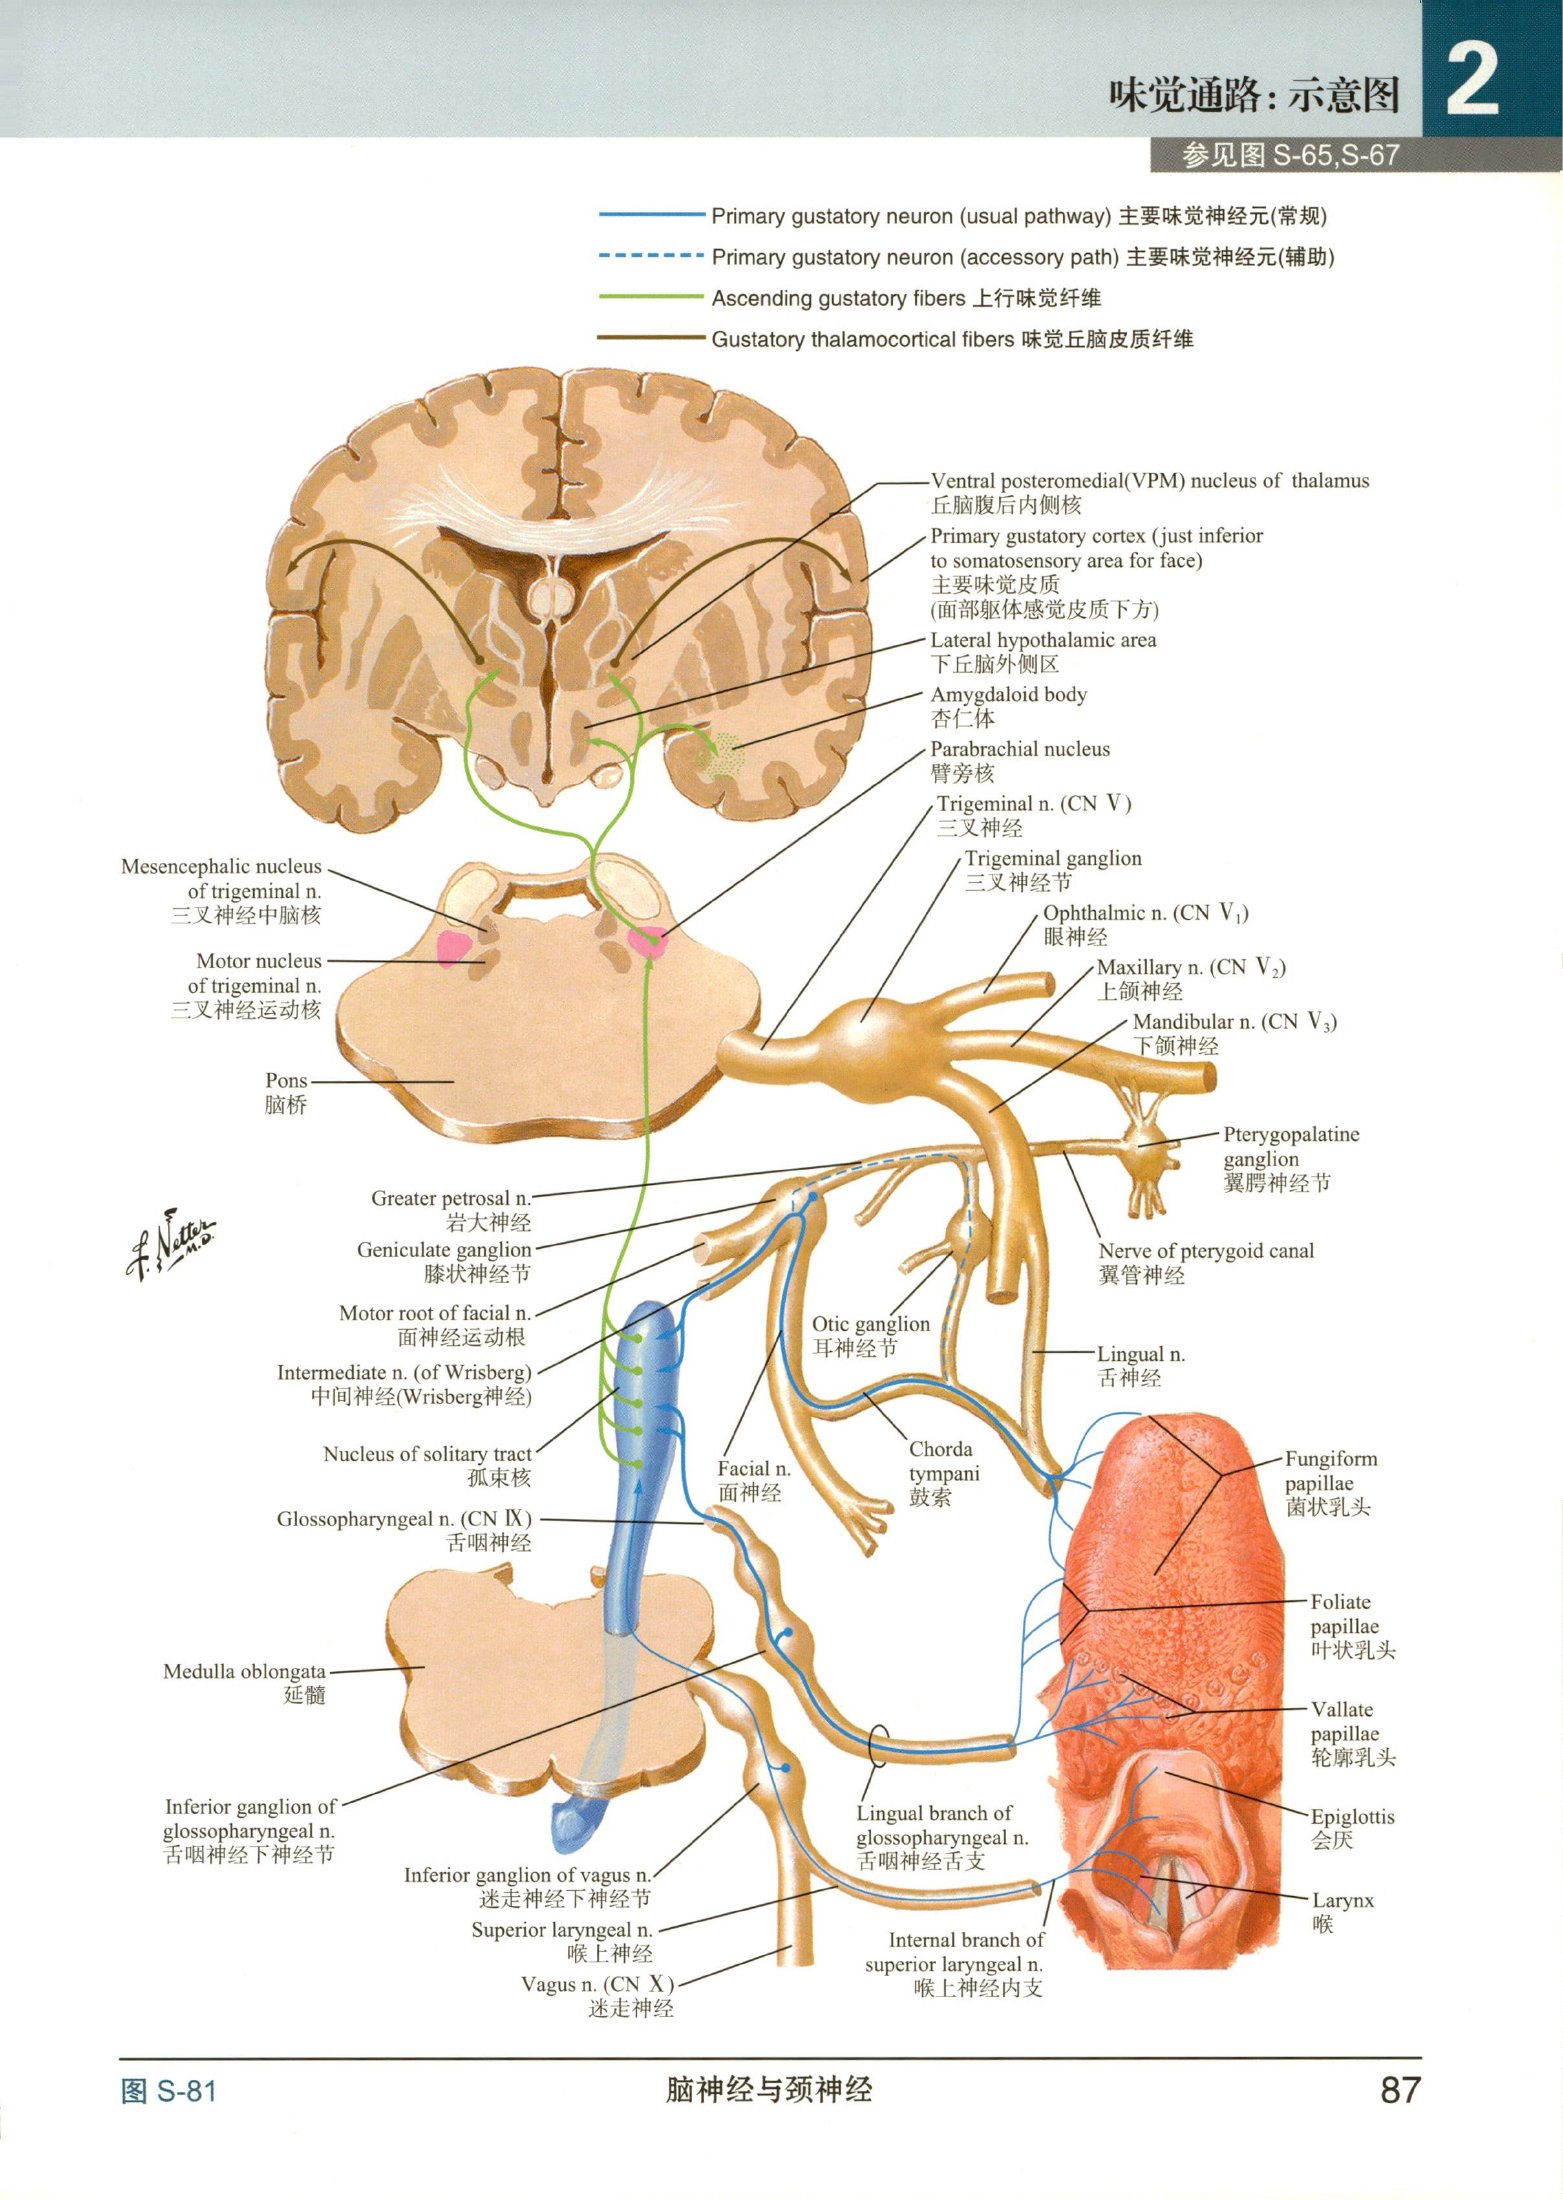 味觉通路：示意图
2
参见图 S-65,S-67
Primary gustatory neuron (usual pathway) 主要味觉神经元(常规)
Primary gustatory neuron (accessory path) 主要味觉神经元(辅助)
Ascending gustatory fibers 上行味觉纤维
Gustatory thalamocortical fibers 味觉丘脑皮质纤维
Ventral posteromedial(VPM) nucleus of thalamus
丘脑腹后内侧核
Primary gustatory cortex (just inferior
to somatosensory area for face)
主要味觉皮质
(面部躯体感觉皮质下方)
Lateral hypothalamic area
下丘脑外侧区
Amygdaloid body
杏仁体
Parabrachial nucleus
臂旁核
Trigeminal n. (CN V)
三叉神经
Trigeminal ganglion
三叉神经节
Ophthalmic n. (CN V₁)
眼神经
Maxillary n. (CN V₂)
上颌神经
Mandibular n. (CN V₃)
下颌神经
Mesencephalic nucleus
of trigeminal n.
三叉神经中脑核
Motor nucleus
of trigeminal n.
三叉神经运动核
Pons
脑桥
Pterygopalatine
ganglion
翼腭神经节
Greater petrosal n.
岩大神经
Geniculate ganglion
膝状神经节
Nerve of pterygoid canal
翼管神经
F. Netter
M.D.
Motor root of facial n.
面神经运动根
Otic ganglion
耳神经节
Intermediate n. (of Wrisberg)
中间神经(Wrisberg神经)
Lingual n.
舌神经
Nucleus of solitary tract
孤束核
Facial n.
面神经
Chorda
tympani
鼓索
Fungiform
papillae
菌状乳头
Glossopharyngeal n. (CN IX)
舌咽神经
Foliate
papillae
叶状乳头
Medulla oblongata
延髓
Vallate
papillae
轮廓乳头
Inferior ganglion of
glossopharyngeal n.
舌咽神经下神经节
Lingual branch of
glossopharyngeal n.
舌咽神经舌支
Epiglottis
会厌
Inferior ganglion of vagus n.
迷走神经下神经节
Larynx
喉
Superior laryngeal n.
喉上神经
Internal branch of
superior laryngeal n.
喉上神经内支
Vagus n. (CN X)
迷走神经
图 S-81
脑神经与颈神经
87